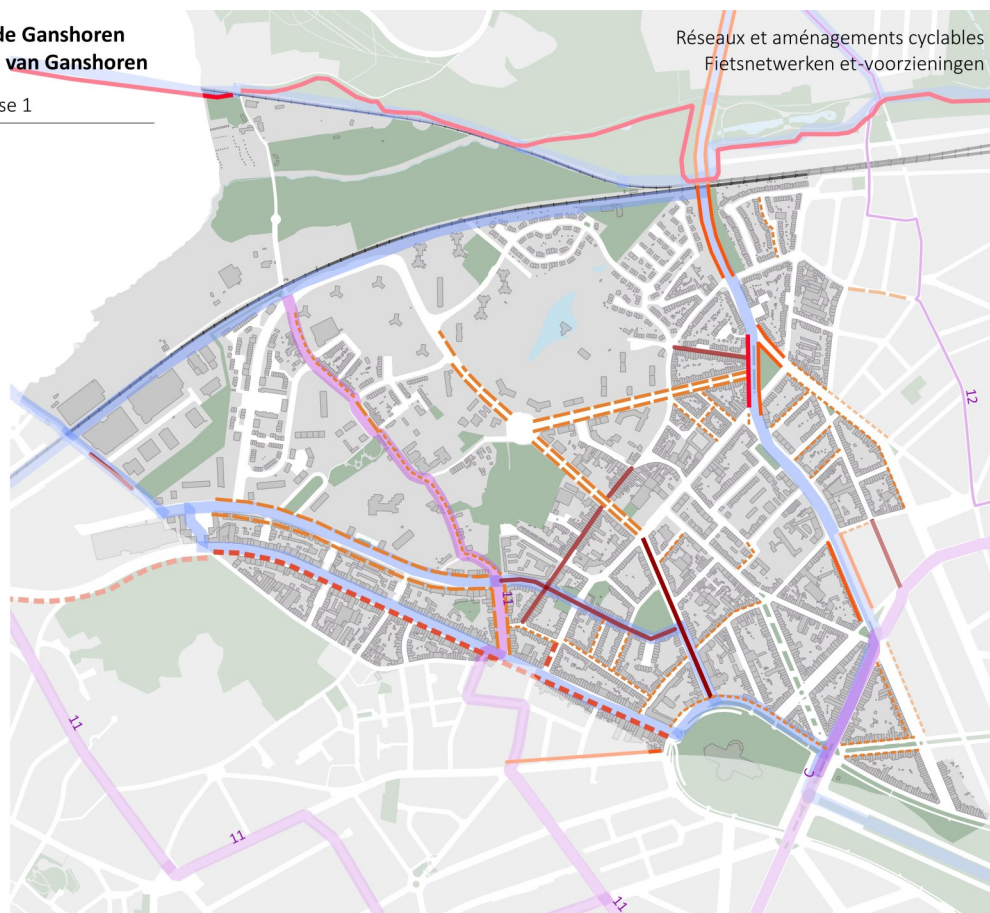 de Ganshoren
van Ganshoren
se 1
Réseaux et aménagements cyclables
Fietsnetwerken et-voorzieningen
12
11
11
11
11